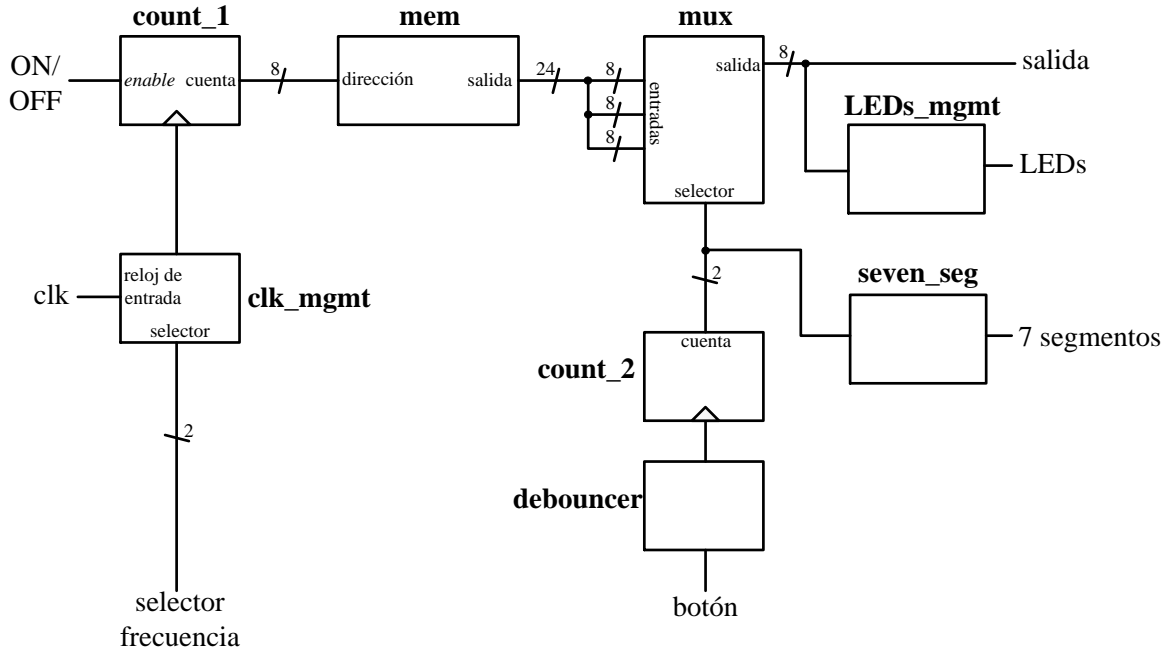 count_1
mem
mux
ON/
OFF
enable
cuenta
8
dirección
salida
24
8
8
8
entradas
salida
selector
8
salida
LEDs_mgmt
LEDs
clk
reloj de
entrada
selector
clk_mgmt
2
seven_seg
7 segmentos
cuenta
count_2
2
debouncer
selector
frecuencia
botón